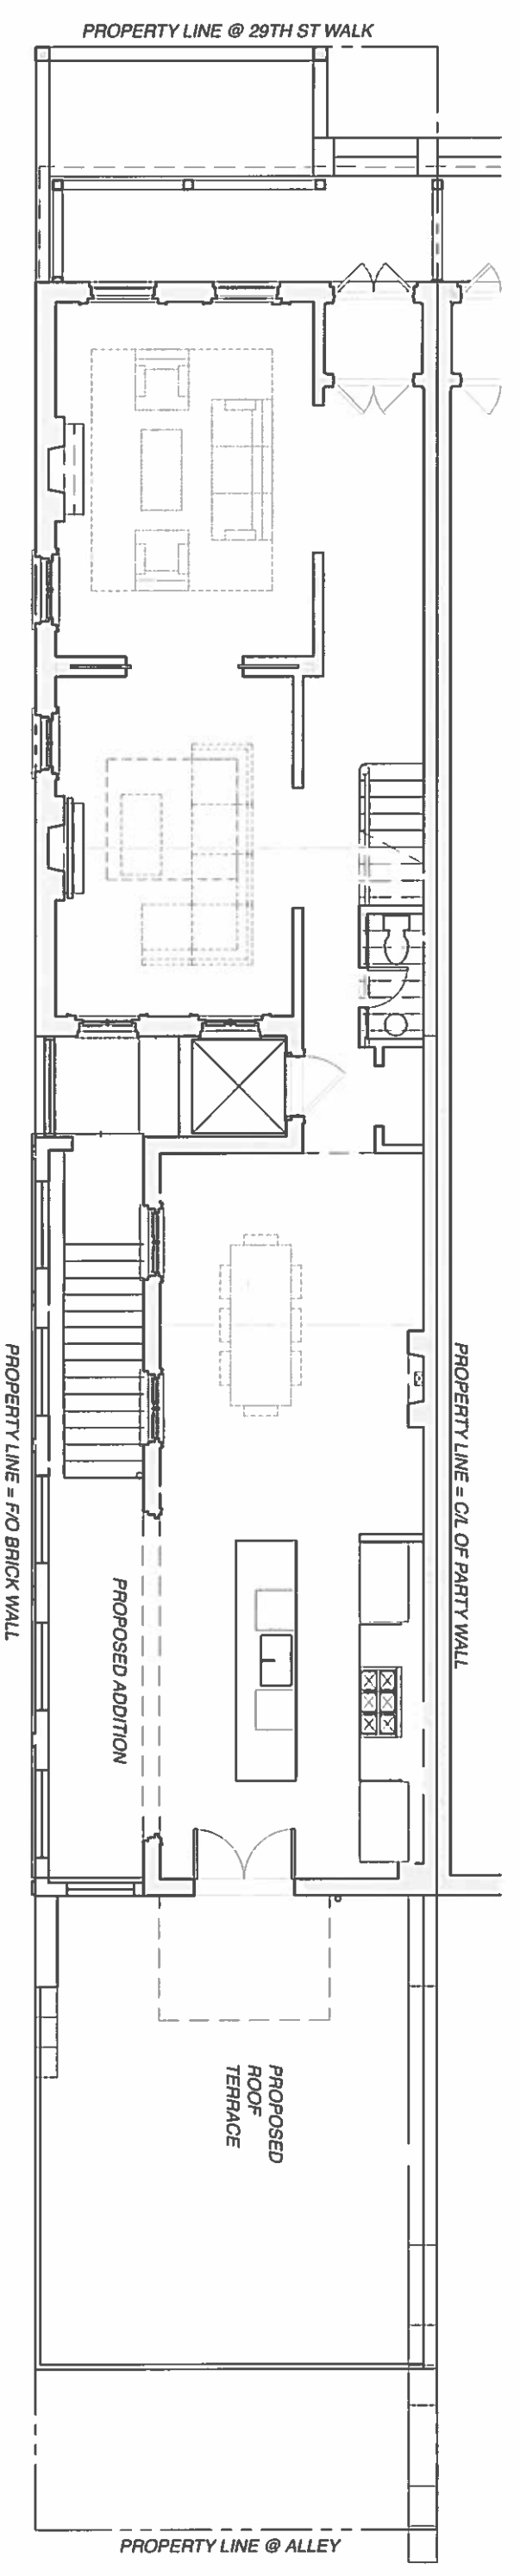 PROPERTY LINE @ 29TH ST WALK
PROPERTY LINE = F/O BRICK WALL
PROPERTY LINE = C/L OF PARTY WALL
PROPOSED ADDITION
PROPOSED
ROOF
TERRACE
PROPERTY LINE @ ALLEY